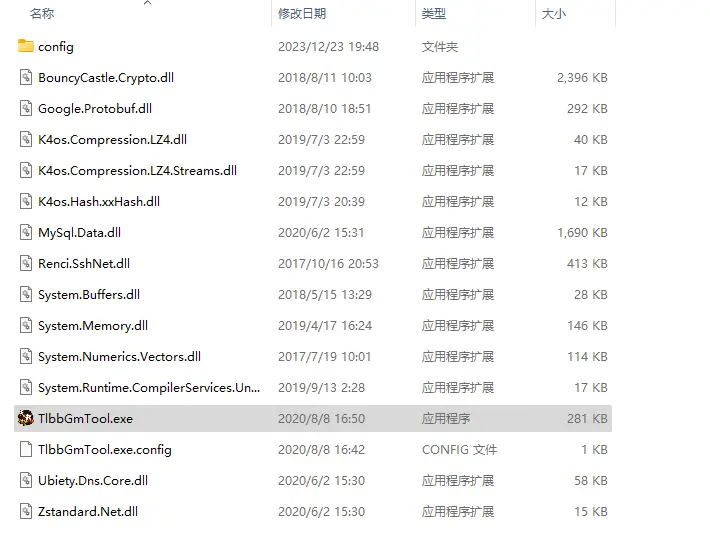 名称 修改日期 类型 大小
config 2023/12/23 19:48 文件夹
BouncyCastle.Crypto.dll 2018/8/11 10:03 应用程序扩展 2,396 KB
Google.Protobuf.dll 2018/8/10 18:51 应用程序扩展 292 KB
K4os.Compression.LZ4.dll 2019/7/3 22:59 应用程序扩展 40 KB
K4os.Compression.LZ4.Streams.dll 2019/7/3 22:59 应用程序扩展 17 KB
K4os.Hash.xxHash.dll 2019/7/3 20:39 应用程序扩展 12 KB
MySql.Data.dll 2020/6/2 15:31 应用程序扩展 1,690 KB
Renci.SshNet.dll 2017/10/16 20:53 应用程序扩展 413 KB
System.Buffers.dll 2018/5/15 13:29 应用程序扩展 28 KB
System.Memory.dll 2019/4/17 16:24 应用程序扩展 146 KB
System.Numerics.Vectors.dll 2017/7/19 10:01 应用程序扩展 114 KB
System.Runtime.CompilerServices.Un... 2019/9/13 2:28 应用程序扩展 17 KB
TlbbGmTool.exe 2020/8/8 16:50 应用程序 281 KB
TlbbGmTool.exe.config 2020/8/8 16:42 CONFIG 文件 1 KB
Ubiety.Dns.Core.dll 2020/6/2 15:30 应用程序扩展 58 KB
Zstandard.Net.dll 2020/6/2 15:30 应用程序扩展 15 KB